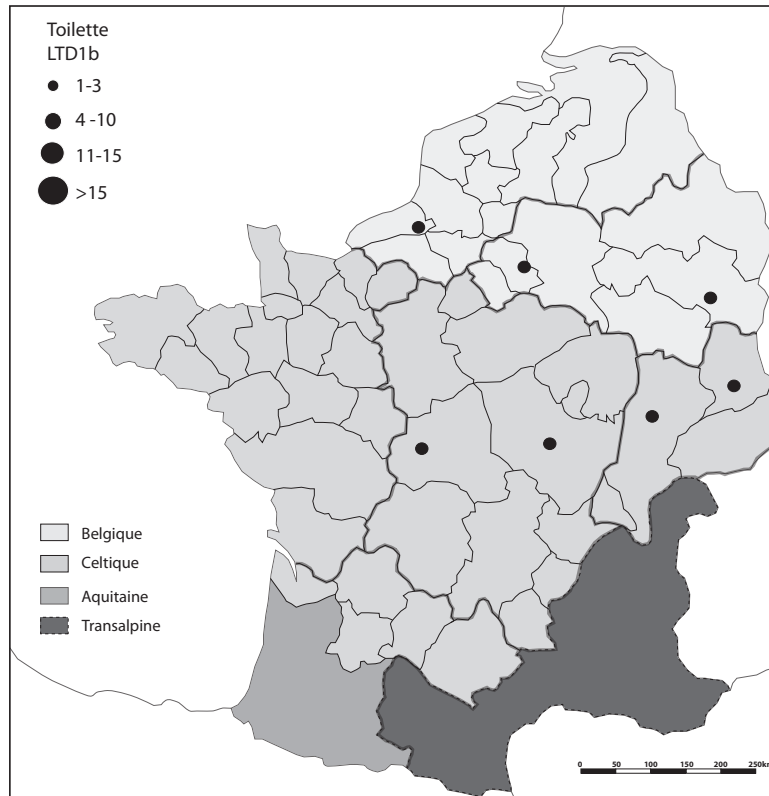 Toilette
LTD1b
1-3
4 -10
11-15
>15
Belgique
Celtique
Aquitaine
Transalpine
0 50 100 150 200 250km